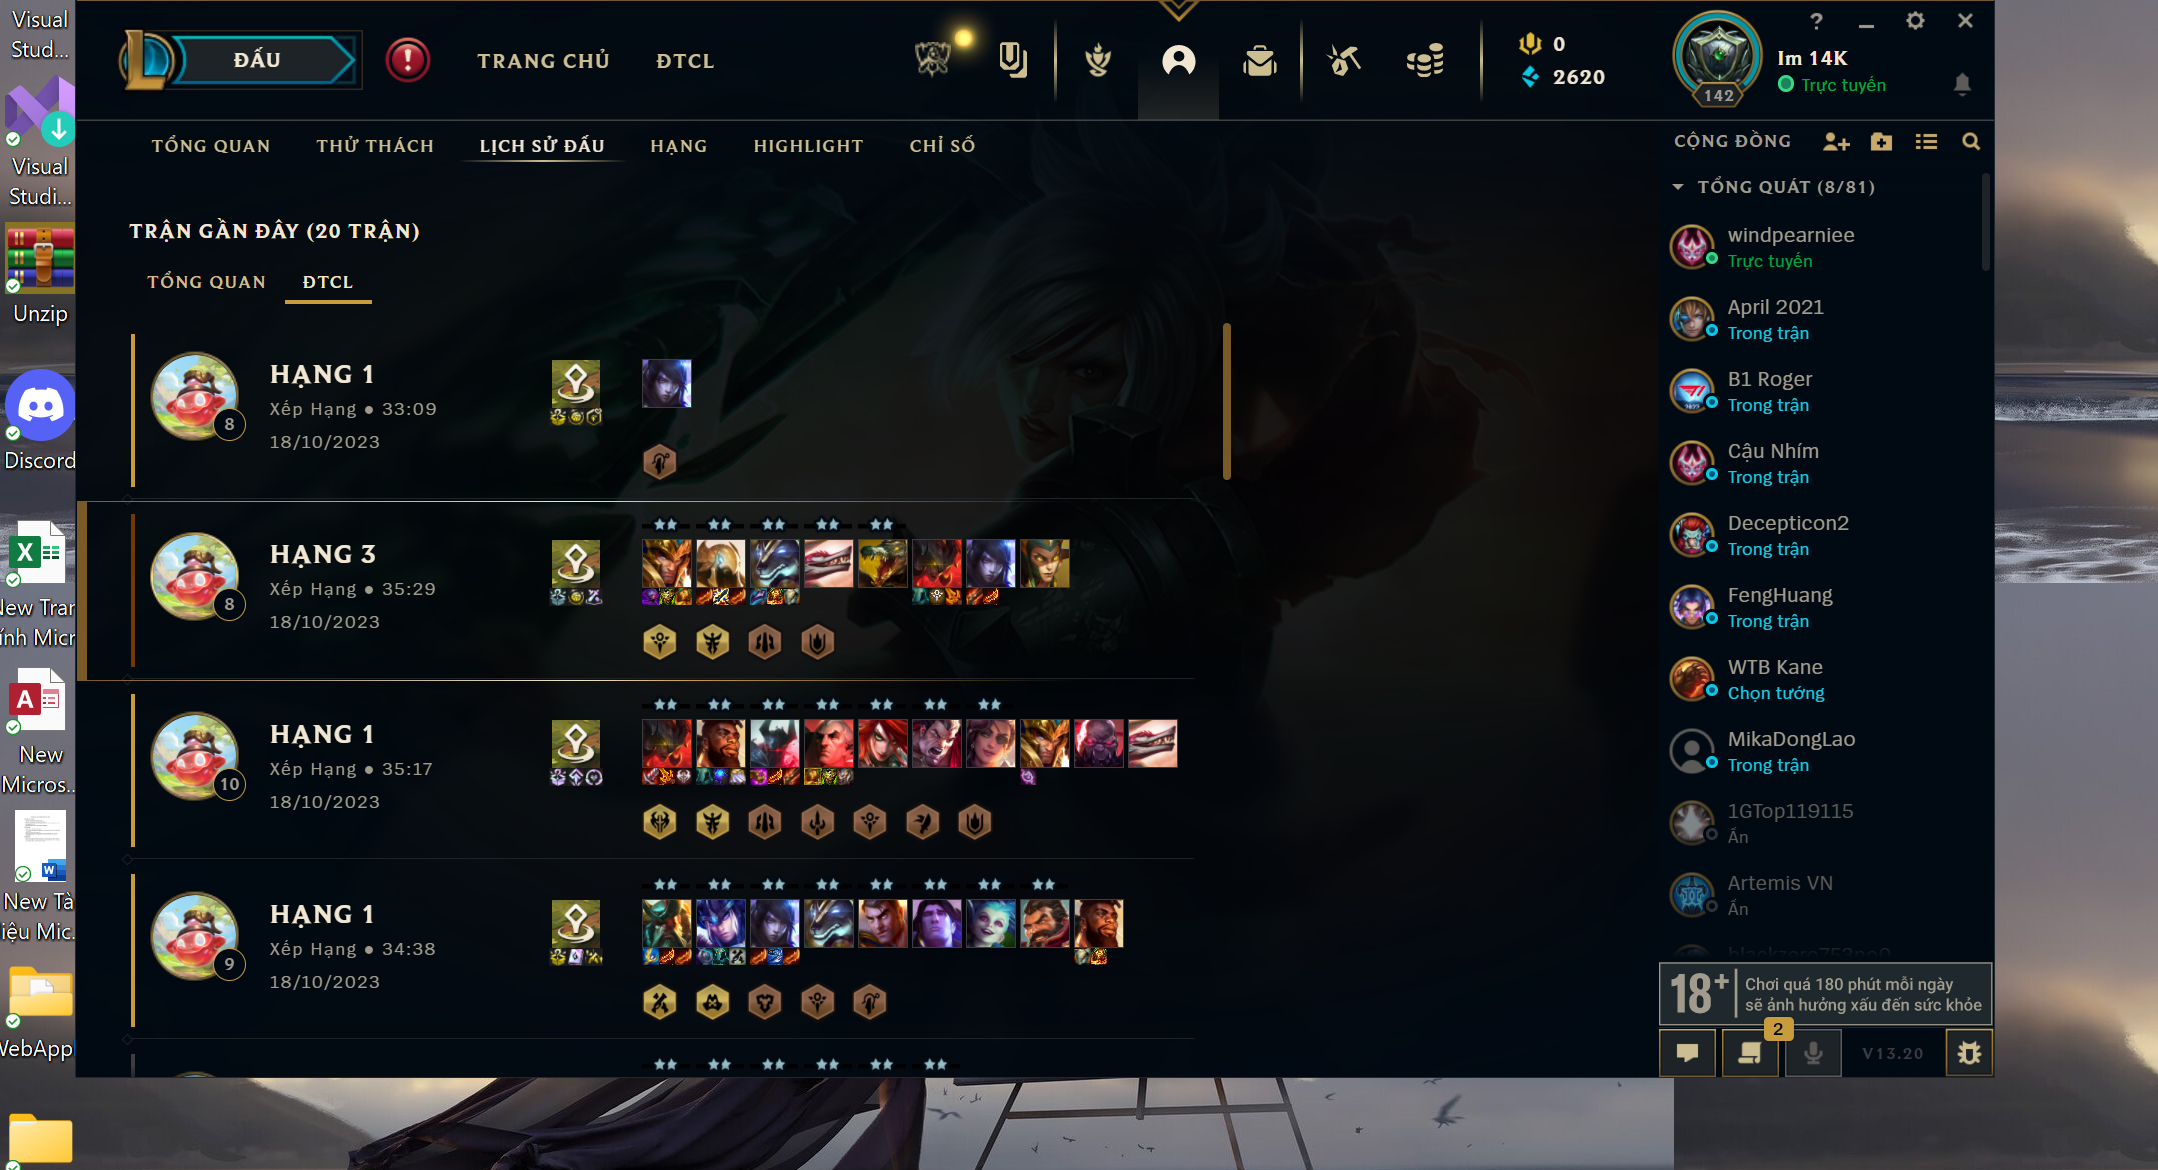 Visual
Stud...
Visual
Studi...
Unzip
Discord
New Tran
ính Micr
New
Micros...
New Tà
iệu Mic...
WebApp
ĐẤU
TRANG CHỦ
ĐTCL
0
2620
142
Im 14K
Trực tuyến
TỔNG QUAN
THỬ THÁCH
LỊCH SỬ ĐẤU
HẠNG
HIGHLIGHT
CHỈ SỐ
TRẬN GẦN ĐÂY (20 TRẬN)
TỔNG QUAN
ĐTCL
HẠNG 1
Xếp Hạng • 33:09
18/10/2023
8
HẠNG 3
Xếp Hạng • 35:29
18/10/2023
8
HẠNG 1
Xếp Hạng • 35:17
18/10/2023
10
HẠNG 1
Xếp Hạng • 34:38
18/10/2023
9
CỘNG ĐỒNG
TỔNG QUÁT (8/81)
windpearniee
Trực tuyến
April 2021
Trong trận
B1 Roger
Trong trận
Cậu Nhím
Trong trận
Decepticon2
Trong trận
FengHuang
Trong trận
WTB Kane
Chọn tướng
MikaDongLao
Trong trận
1GTop119115
Ẩn
Artemis VN
Ẩn
18+
Chơi quá 180 phút mỗi ngày
sẽ ảnh hưởng xấu đến sức khỏe
2
V13.20